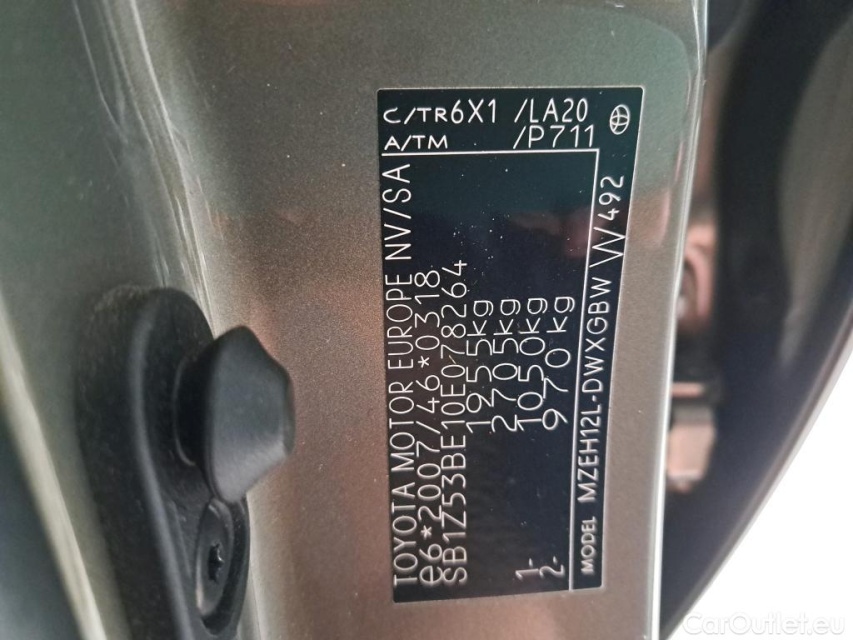 C/TR6X1 /LA20
A/TM /P711
TOYOTA MOTOR EUROPE NV/SA
e6*2007/46*0318
SB1Z53BE10E078264
1955kg
2705kg
1- 1050kg
2- 970kg
MODEL MZEH12L-DWXGBW W492
CarOutlet.eu